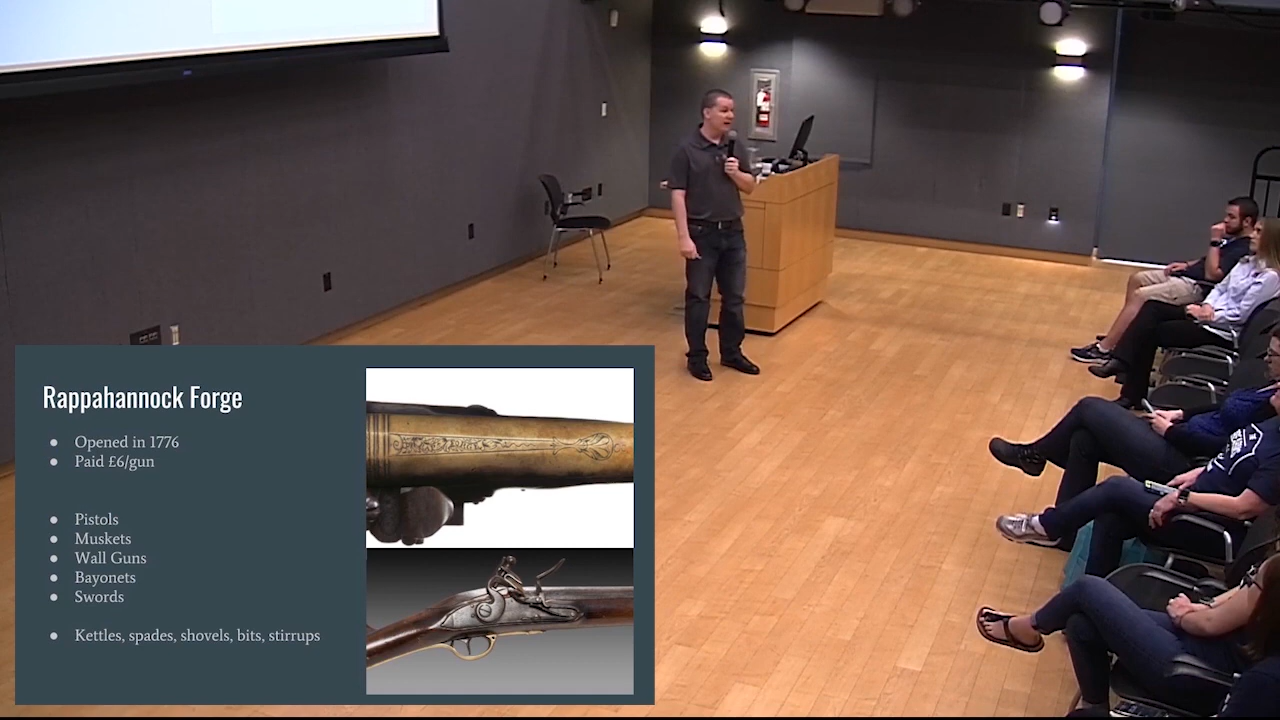 Rappahannock Forge
● Opened in 1776
● Paid £6/gun
● Pistols
● Muskets
● Wall Guns
● Bayonets
● Swords
● Kettles, spades, shovels, bits, stirrups